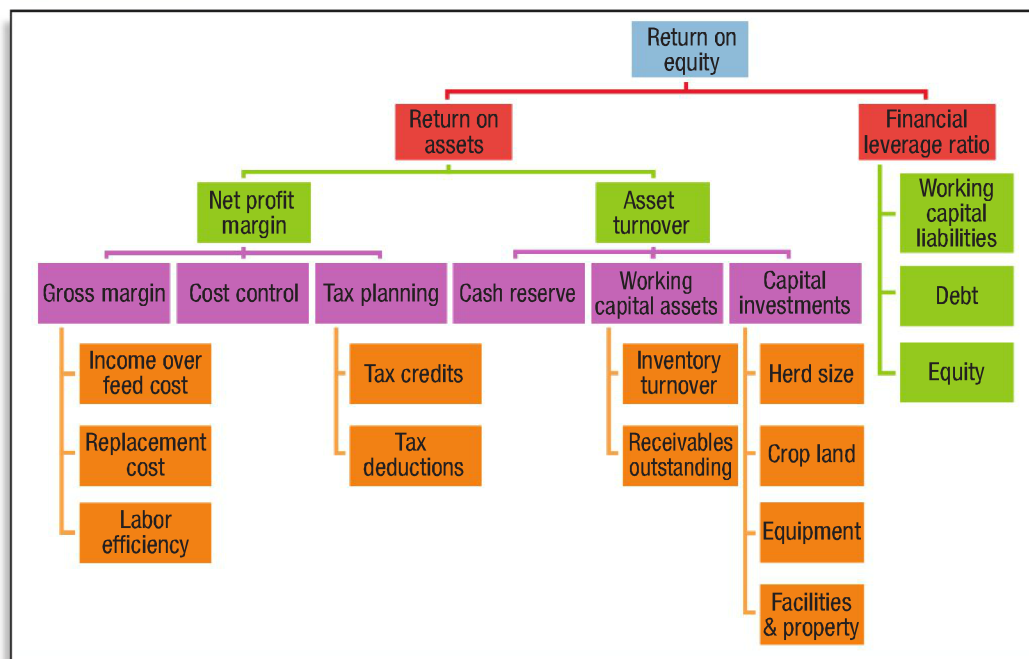 Return on
equity
Return on
assets
Financial
leverage ratio
Net profit
margin
Asset
turnover
Working
capital
liabilities
Gross margin
Cost control
Tax planning
Cash reserve
Working
capital assets
Capital
investments
Debt
Income over
feed cost
Tax credits
Inventory
turnover
Herd size
Equity
Replacement
cost
Tax
deductions
Receivables
outstanding
Crop land
Labor
efficiency
Equipment
Facilities
& property